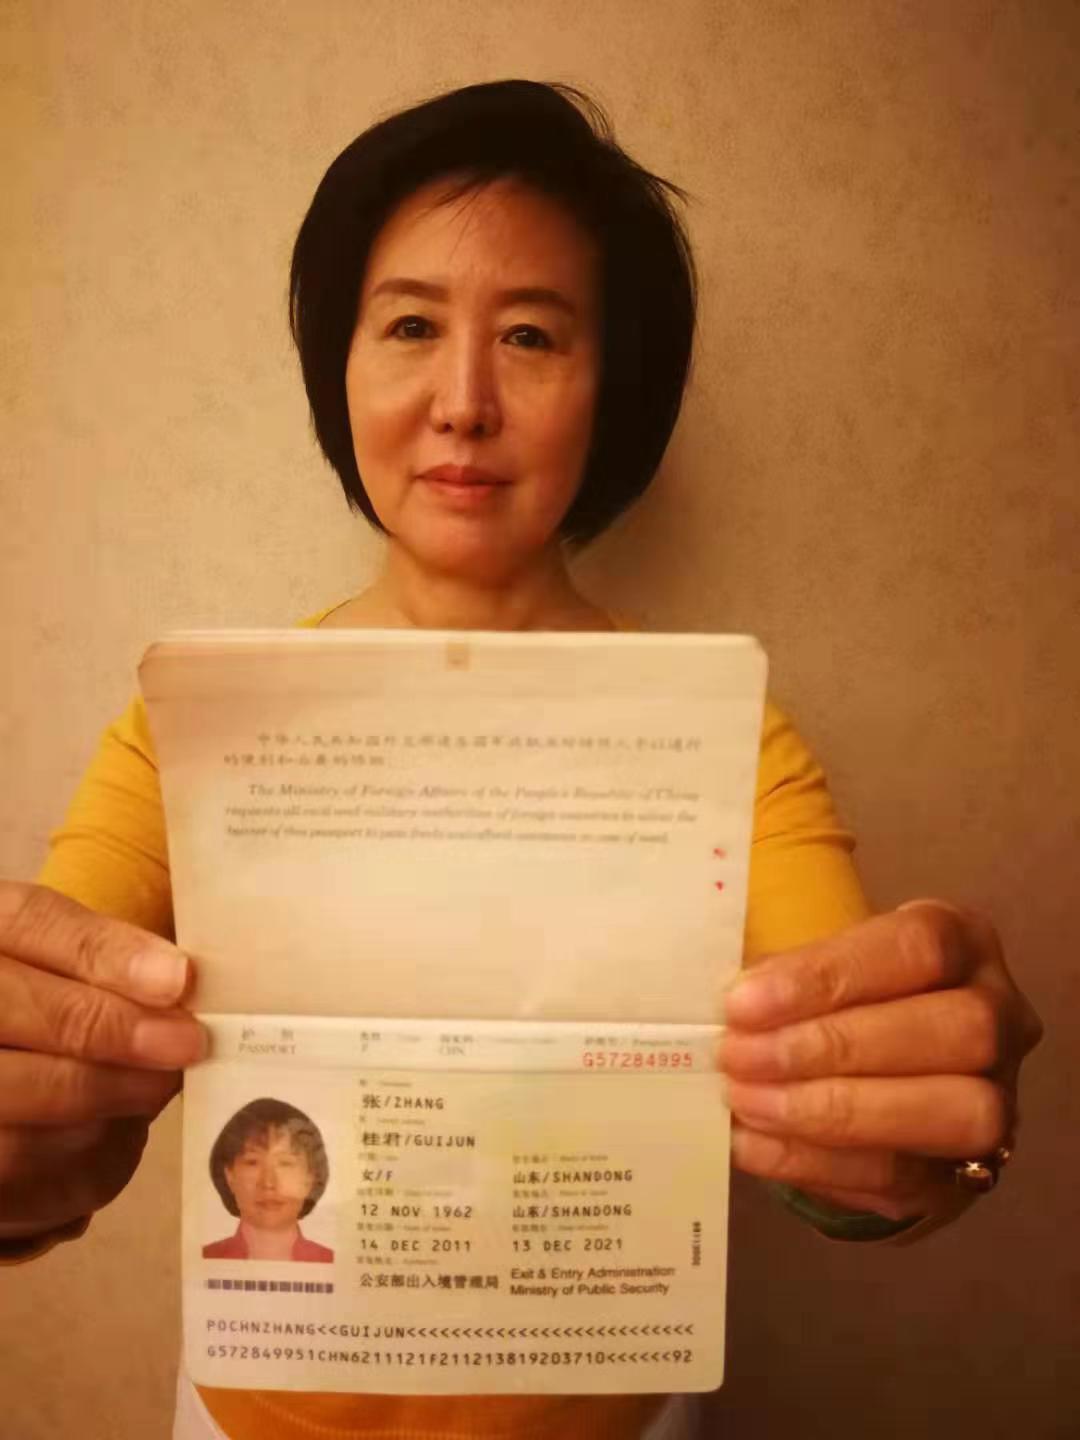 中华人民共和国外交部请各国军政机关对持照人予以通行
的便利和必要的协助
The Ministry of Foreign Affairs of the People's Republic of China
requests all civil and military authorities of foreign countries to allow the
bearer of this passport to pass freely and afford assistance in case of need.
护 照
PASSPORT
P
CHN
G57284995
张/ZHANG
桂君/GUIJUN
女/F
山东/SHANDONG
12 NOV 1962
山东/SHANDONG
14 DEC 2011
13 DEC 2021
公安部出入境管理局
Exit & Entry Administration
Ministry of Public Security
POCHNZHANG<<GUIJUN<<<<<<<<<<<<<<<<<<<<<<<<<<
G572849951CHN6211121F211213819203710<<<<<<92